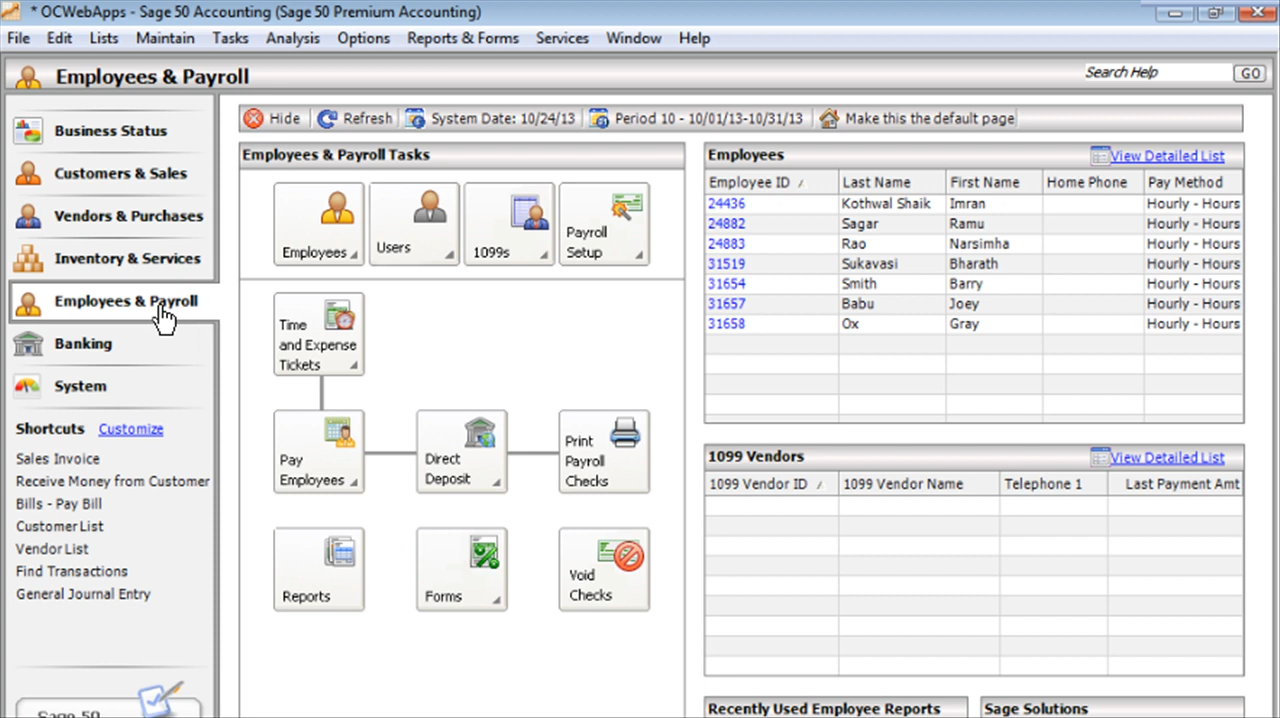 * OCWebApps - Sage 50 Accounting (Sage 50 Premium Accounting)
File Edit Lists Maintain Tasks Analysis Options Reports & Forms Services Window Help
Employees & Payroll
Search Help GO
Business Status
Customers & Sales
Vendors & Purchases
Inventory & Services
Employees & Payroll
Banking
System
Shortcuts Customize
Sales Invoice
Receive Money from Customer
Bills - Pay Bill
Customer List
Vendor List
Find Transactions
General Journal Entry
Sage 50
Hide Refresh System Date: 10/24/13 Period 10 - 10/01/13-10/31/13 Make this the default page
Employees & Payroll Tasks
Employees
Users
1099s
Payroll
Setup
Time
and Expense
Tickets
Pay
Employees
Direct
Deposit
Print
Payroll
Checks
Reports
Forms
Void
Checks
Employees View Detailed List
Employee ID Last Name First Name Home Phone Pay Method
24436 Kothwal Shaik Imran Hourly - Hours
24882 Sagar Ramu Hourly - Hours
24883 Rao Narsimha Hourly - Hours
31519 Sukavasi Bharath Hourly - Hours
31654 Smith Barry Hourly - Hours
31657 Babu Joey Hourly - Hours
31658 Ox Gray Hourly - Hours
1099 Vendors View Detailed List
1099 Vendor ID 1099 Vendor Name Telephone 1 Last Payment Amt
Recently Used Employee Reports
Sage Solutions